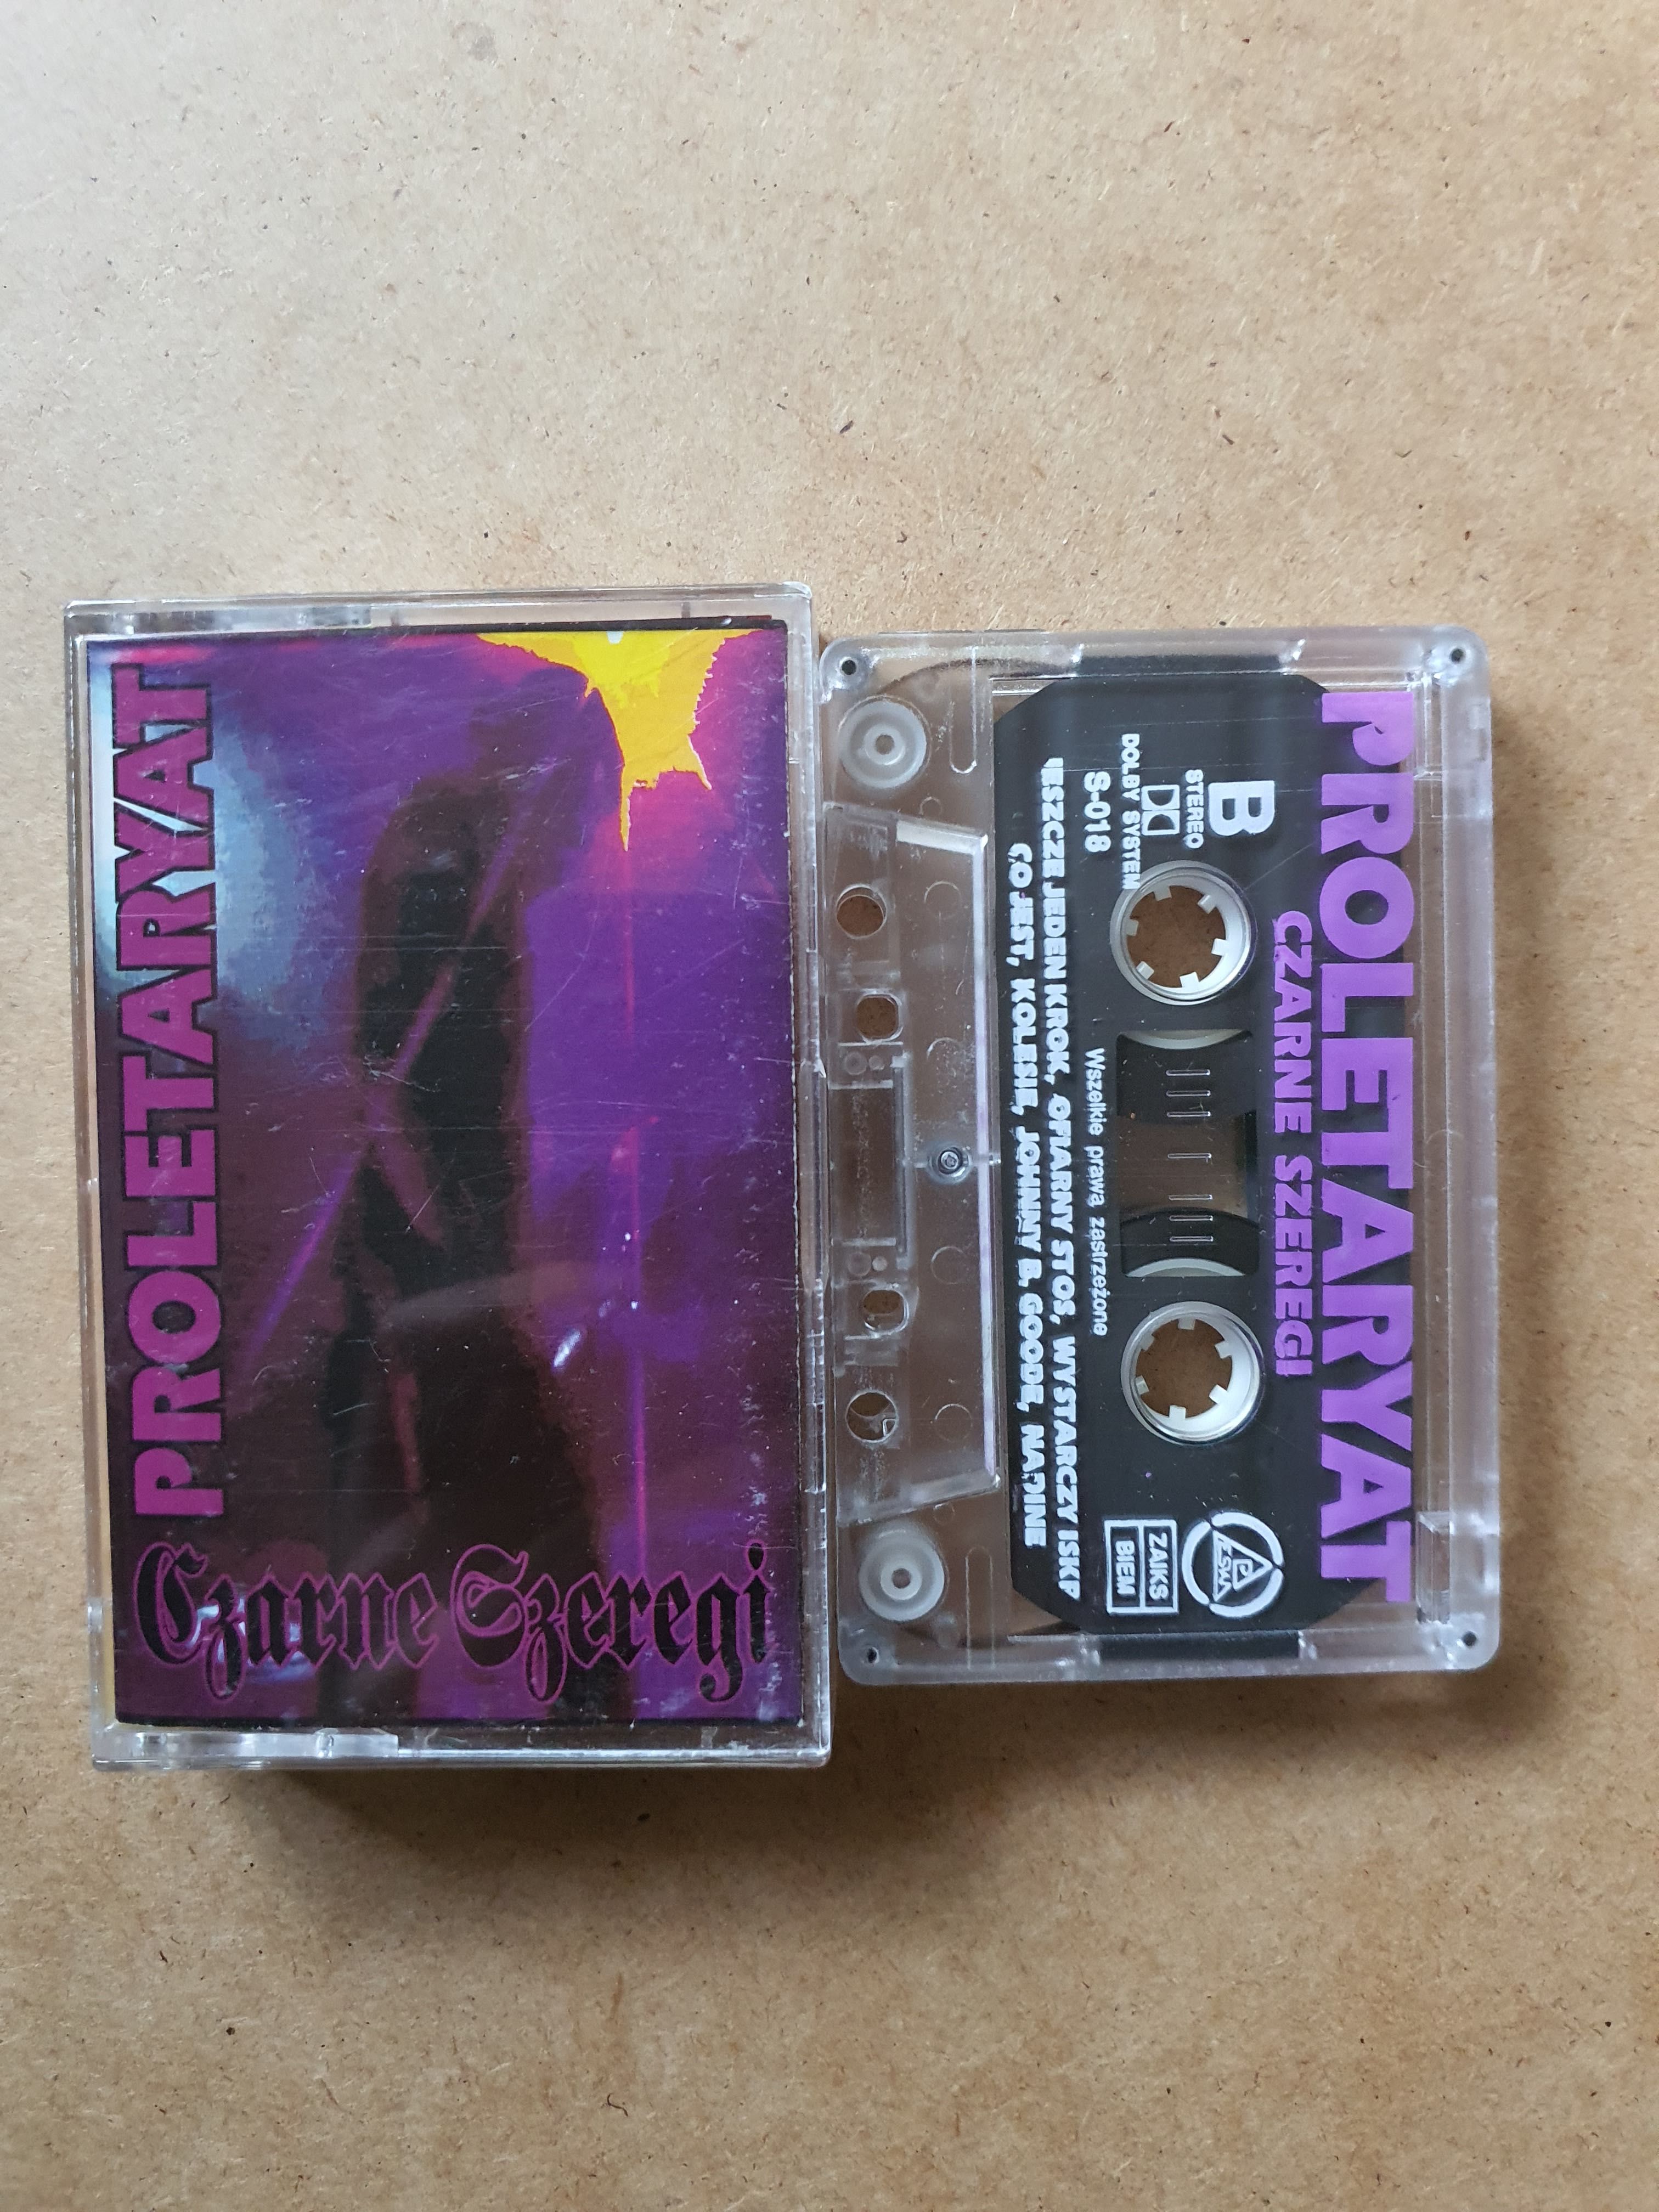 PROLETARYAT
Czarne Szeregi
PROLETARYAT
CZARNE SZEREGI
B
STEREO
DOLBY SYSTEM
S-018
ZAIKS
BIEM
Wszelkie prawa zastrzeżone
JESZCZE JEDEN KROK, OFIARNY STOS, WYSTARCZY ISKP
CO JEST, KOLESIE, JOHNNY B. GOODE, NADINE